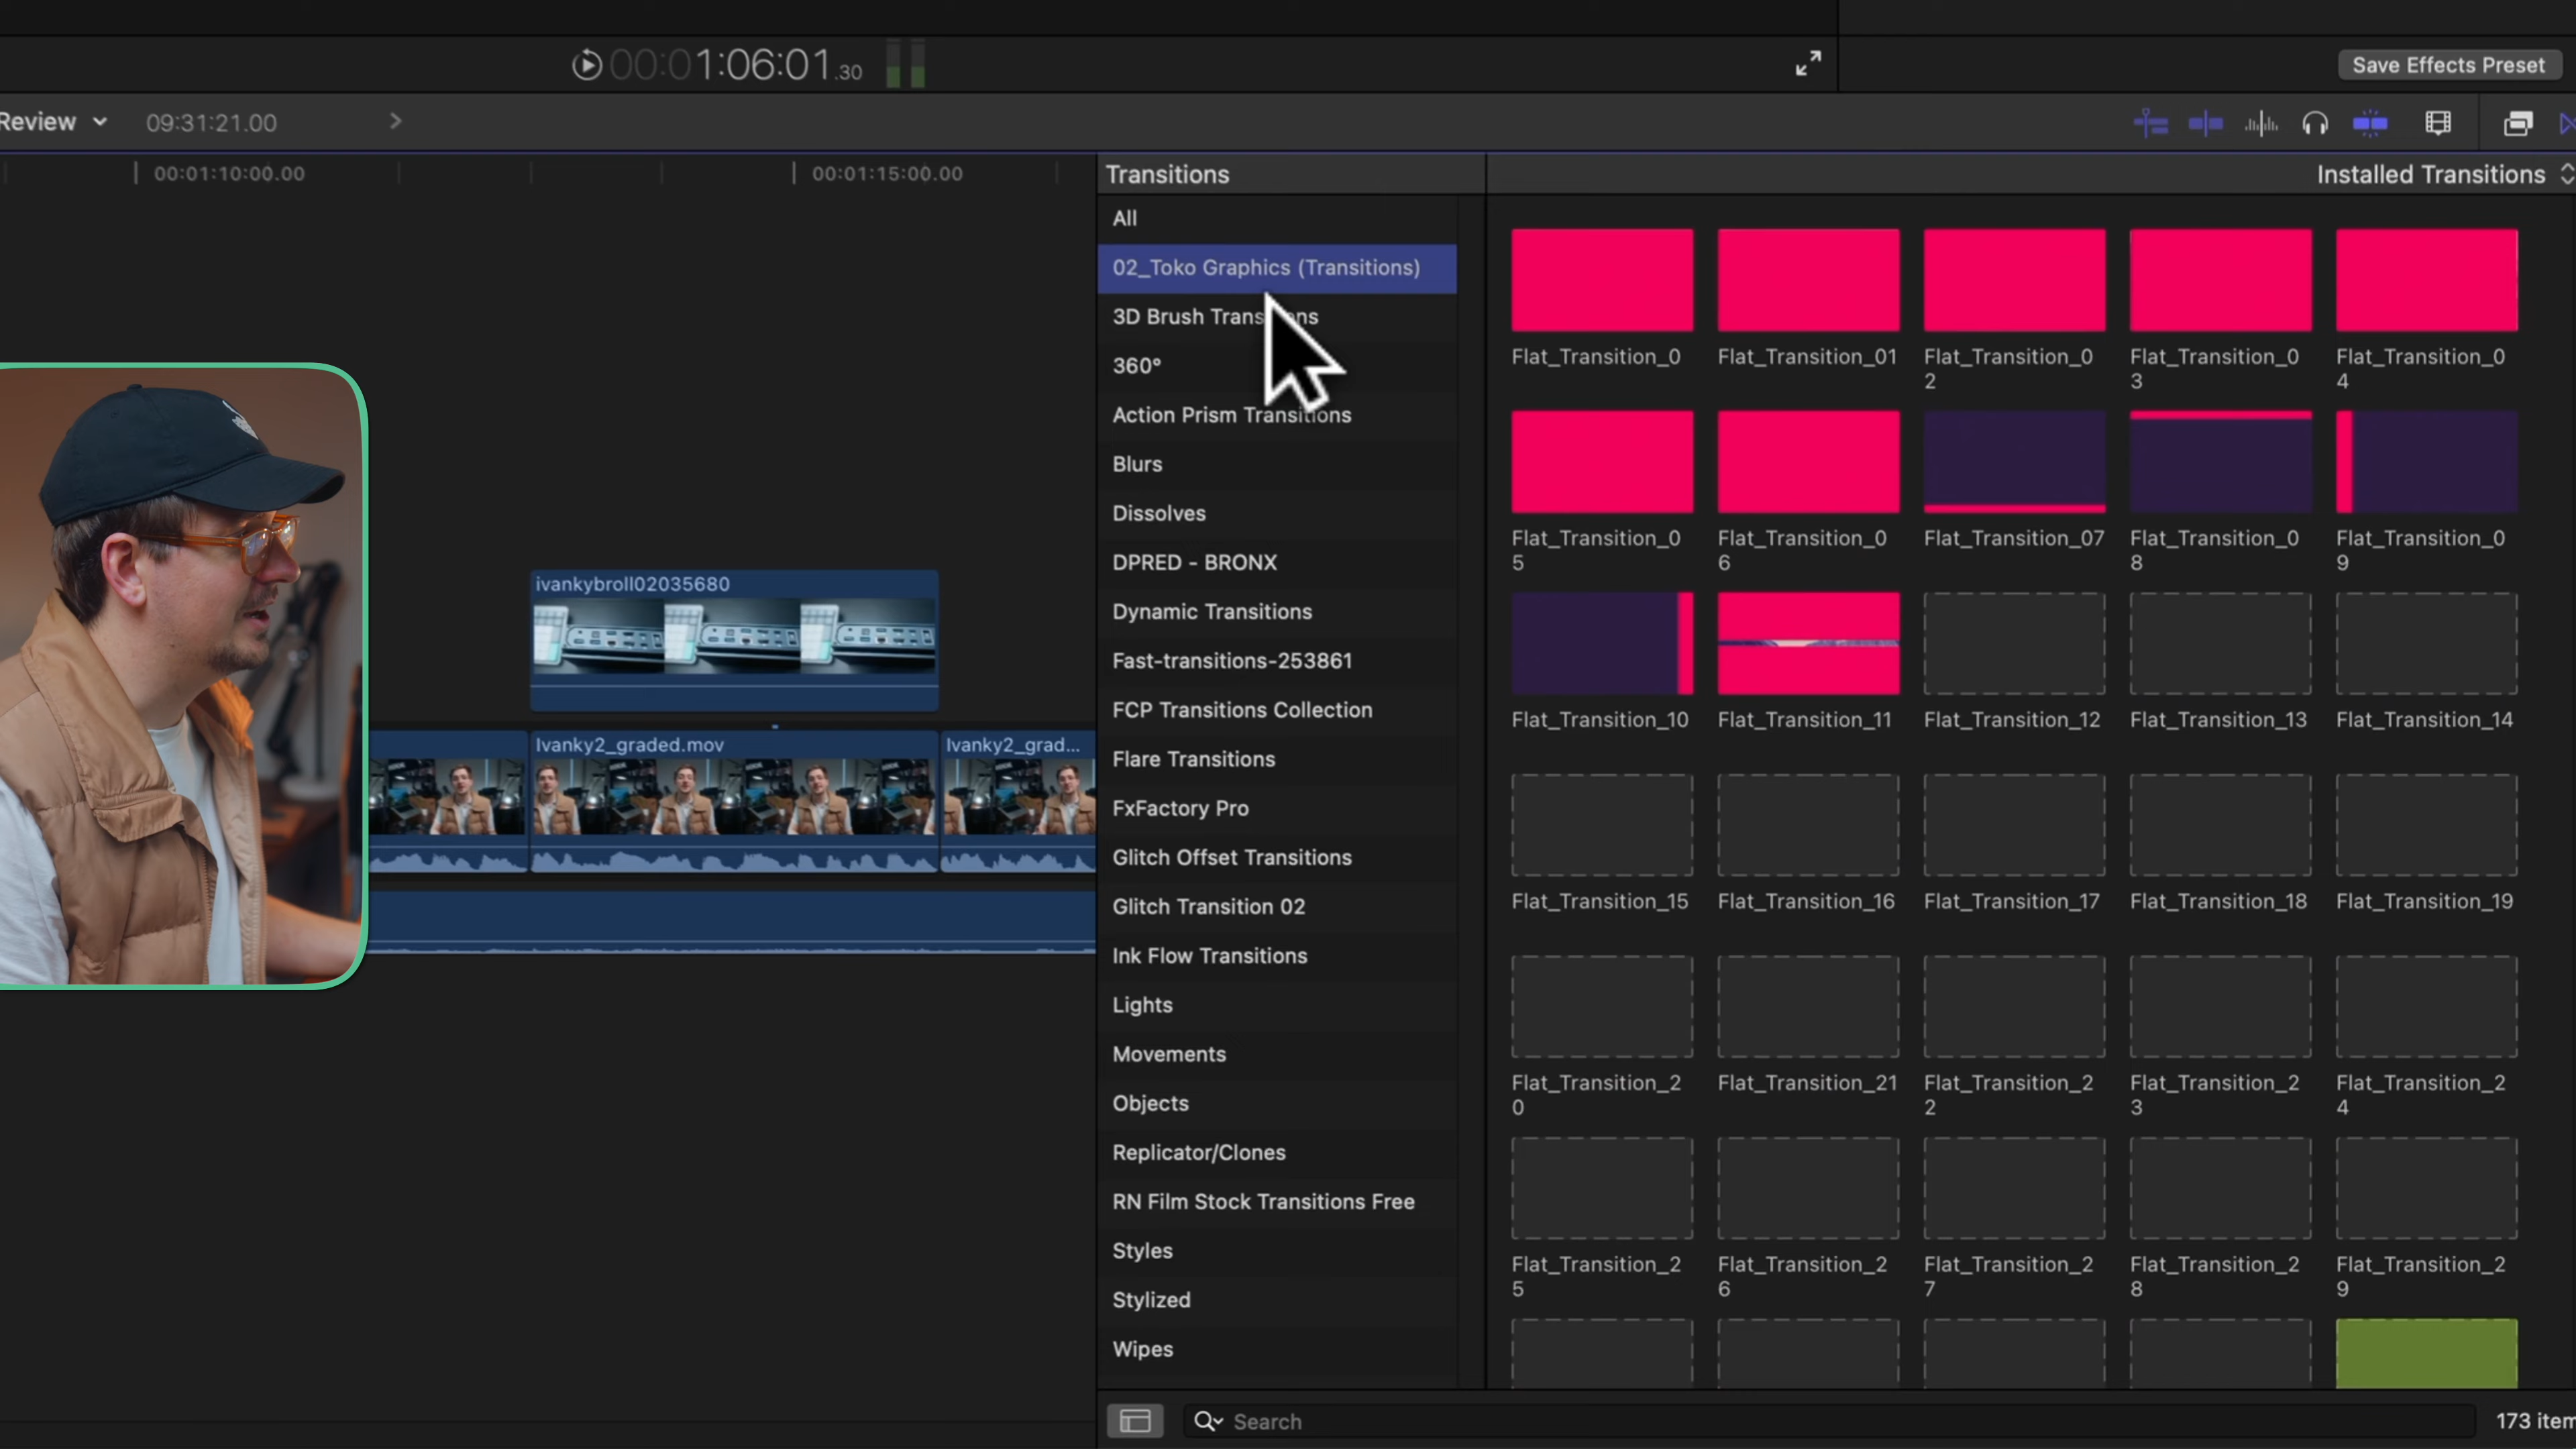 00:01:06:01.30
Save Effects Preset
Review
09:31:21.00
00:01:10:00.00
00:01:15:00.00
Transitions
Installed Transitions
All
02_Toko Graphics (Transitions)
3D Brush Transitions
360°
Action Prism Transitions
Blurs
Dissolves
DPRED - BRONX
Dynamic Transitions
Fast-transitions-253861
FCP Transitions Collection
Flare Transitions
FxFactory Pro
Glitch Offset Transitions
Glitch Transition 02
Ink Flow Transitions
Lights
Movements
Objects
Replicator/Clones
RN Film Stock Transitions Free
Styles
Stylized
Wipes
ivankybroll02035680
Ivanky2_graded.mov
Ivanky2_grad...
Flat_Transition_0
Flat_Transition_01
Flat_Transition_0
2
Flat_Transition_0
3
Flat_Transition_0
4
Flat_Transition_0
5
Flat_Transition_0
6
Flat_Transition_07
Flat_Transition_0
8
Flat_Transition_0
9
Flat_Transition_10
Flat_Transition_11
Flat_Transition_12
Flat_Transition_13
Flat_Transition_14
Flat_Transition_15
Flat_Transition_16
Flat_Transition_17
Flat_Transition_18
Flat_Transition_19
Flat_Transition_2
0
Flat_Transition_21
Flat_Transition_2
2
Flat_Transition_2
3
Flat_Transition_2
4
Flat_Transition_2
5
Flat_Transition_2
6
Flat_Transition_2
7
Flat_Transition_2
8
Flat_Transition_2
9
Search
173 item